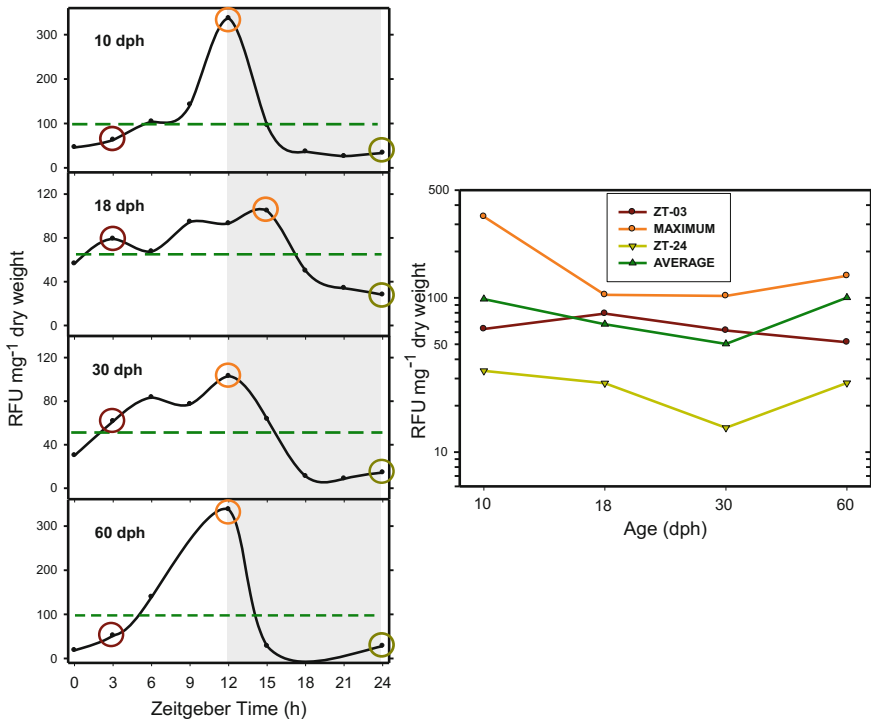 10 dph
300
200
100
0
18 dph
120
80
40
0
30 dph
120
80
40
0
60 dph
300
200
100
0
RFU mg⁻¹ dry weight
0 3 6 9 12 15 18 21 24
Zeitgeber Time (h)
ZT-03
MAXIMUM
ZT-24
AVERAGE
500
100
50
10
RFU mg⁻¹ dry weight
10 18 30 60
Age (dph)